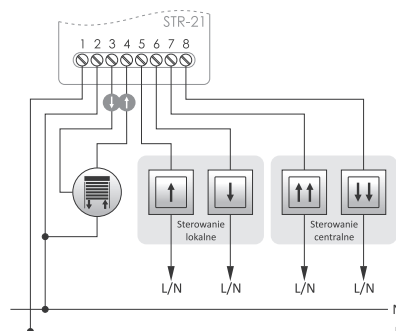 STR-21
1 2 3 4 5 6 7 8
Sterowanie
lokalne
Sterowanie
centralne
L/N L/N L/N L/N
N